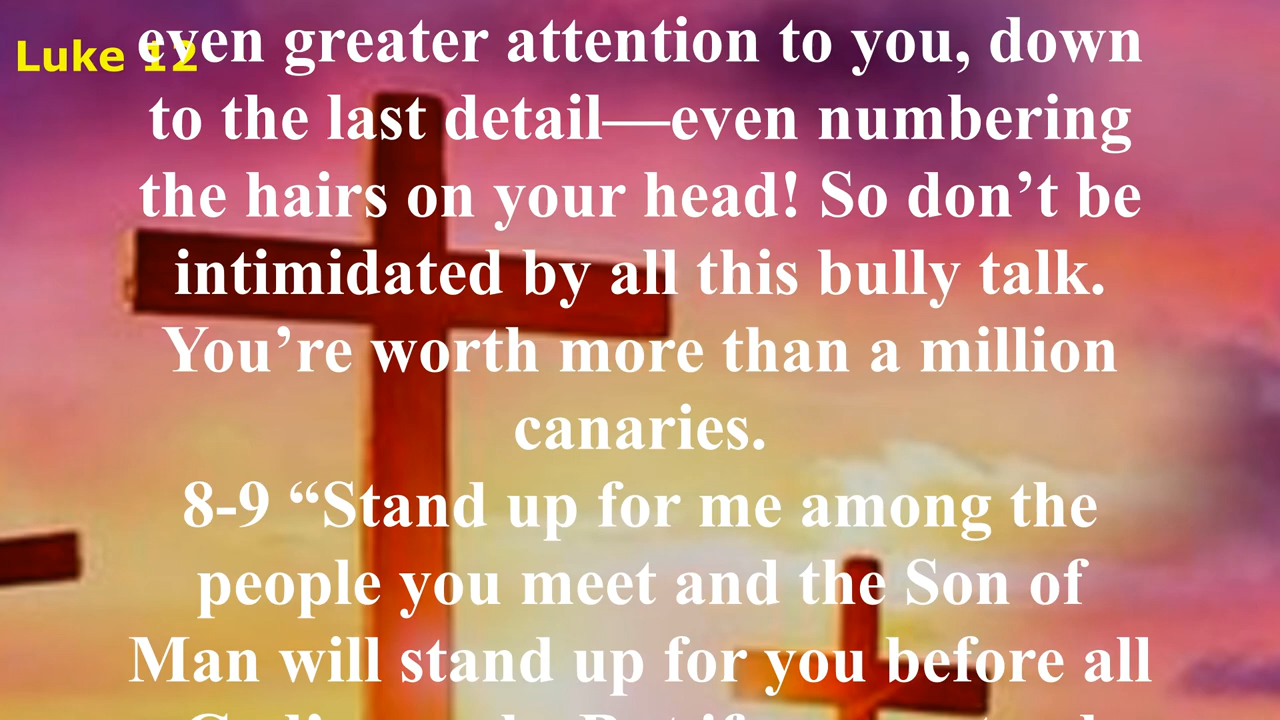 Luke 12
even greater attention to you, down
to the last detail—even numbering
the hairs on your head! So don’t be
intimidated by all this bully talk.
You’re worth more than a million
canaries.
8-9 “Stand up for me among the
people you meet and the Son of
Man will stand up for you before all